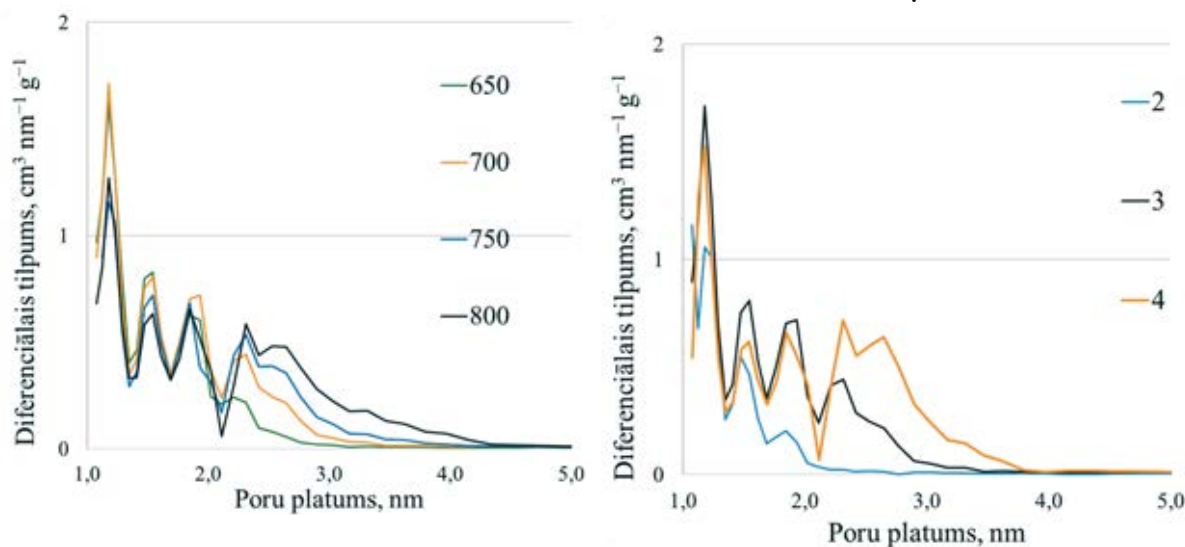 Diferenciālais tilpums, cm³ nm⁻¹ g⁻¹
2
1
0
650
700
750
800
1,0 2,0 3,0 4,0 5,0
Poru platums, nm
Diferenciālais tilpums, cm³ nm⁻¹ g⁻¹
2
1
0
2
3
4
1,0 2,0 3,0 4,0 5,0
Poru platums, nm